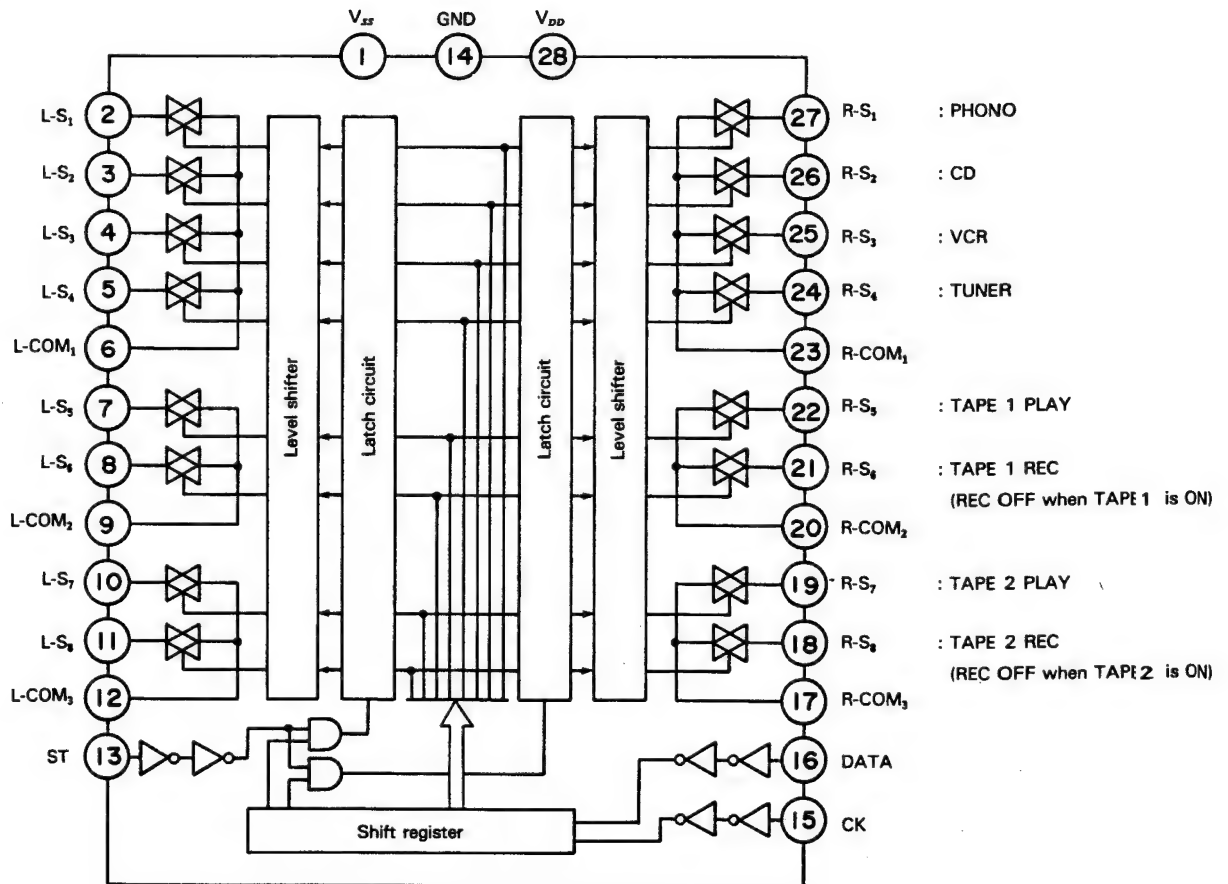 V_SS GND V_DD
1 14 28
L-S₁ 2 27 R-S₁ : PHONO
L-S₂ 3 26 R-S₂ : CD
L-S₃ 4 25 R-S₃ : VCR
L-S₄ 5 24 R-S₄ : TUNER
L-COM₁ 6 23 R-COM₁
L-S₅ 7 22 R-S₅ : TAPE 1 PLAY
L-S₆ 8 21 R-S₆ : TAPE 1 REC
(REC OFF when TAPE 1 is ON)
L-COM₂ 9 20 R-COM₂
L-S₇ 10 19 R-S₇ : TAPE 2 PLAY
L-S₈ 11 18 R-S₈ : TAPE 2 REC
(REC OFF when TAPE 2 is ON)
L-COM₃ 12 17 R-COM₃
Level shifter
Latch circuit
Latch circuit
Level shifter
ST 13 16 DATA
15 CK
Shift register